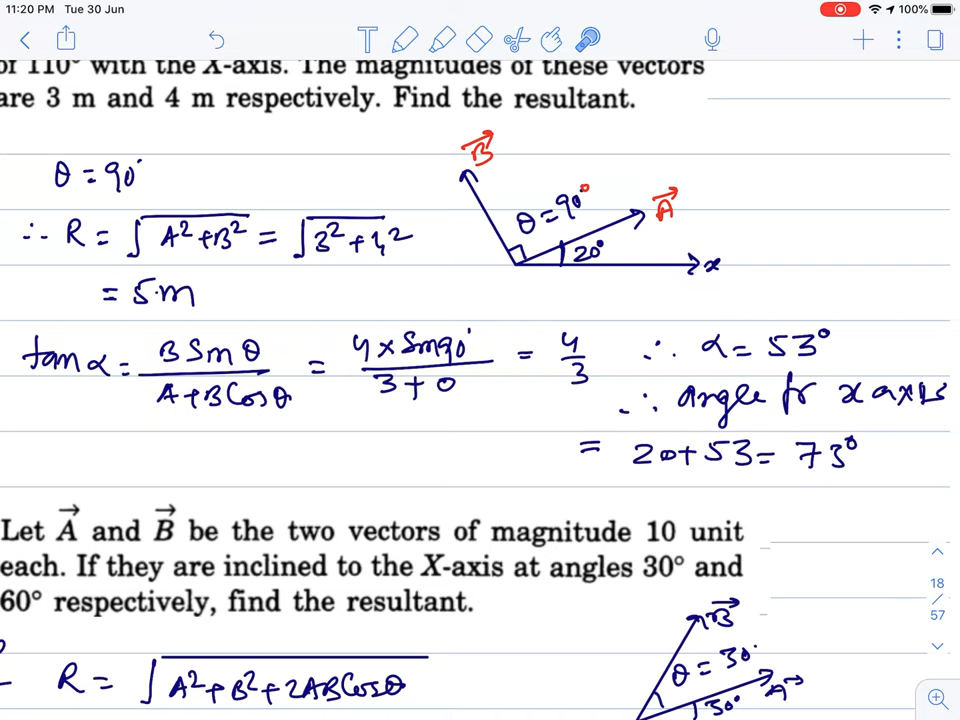 11:20 PM Tue 30 Jun 100%
of 110° with the X-axis. The magnitudes of these vectors
are 3 m and 4 m respectively. Find the resultant.
θ = 90°
B⃗
θ = 90°
A⃗
20°
x
∴ R = √A²+B² = √3²+4²
= 5m
tan α = B Sin θ / A+B Cos θ = 4 × Sin 90° / 3 + 0 = 4/3 ∴ α = 53°
∴ angle for x axis
= 20+53 = 73°
Let A⃗ and B⃗ be the two vectors of magnitude 10 unit
each. If they are inclined to the X-axis at angles 30° and
60° respectively, find the resultant.
18
/
57
R = √A²+B²+2AB Cos θ
B⃗
θ = 30°
A⃗
30°